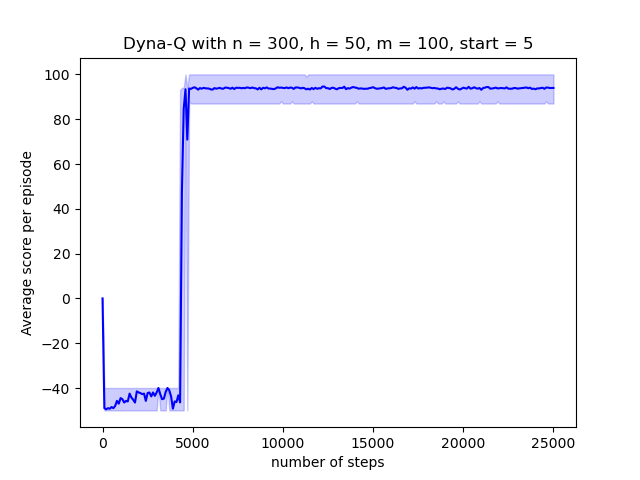 Dyna-Q with n = 300, h = 50, m = 100, start = 5
100
80
60
40
20
0
−20
−40
Average score per episode
0 5000 10000 15000 20000 25000
number of steps